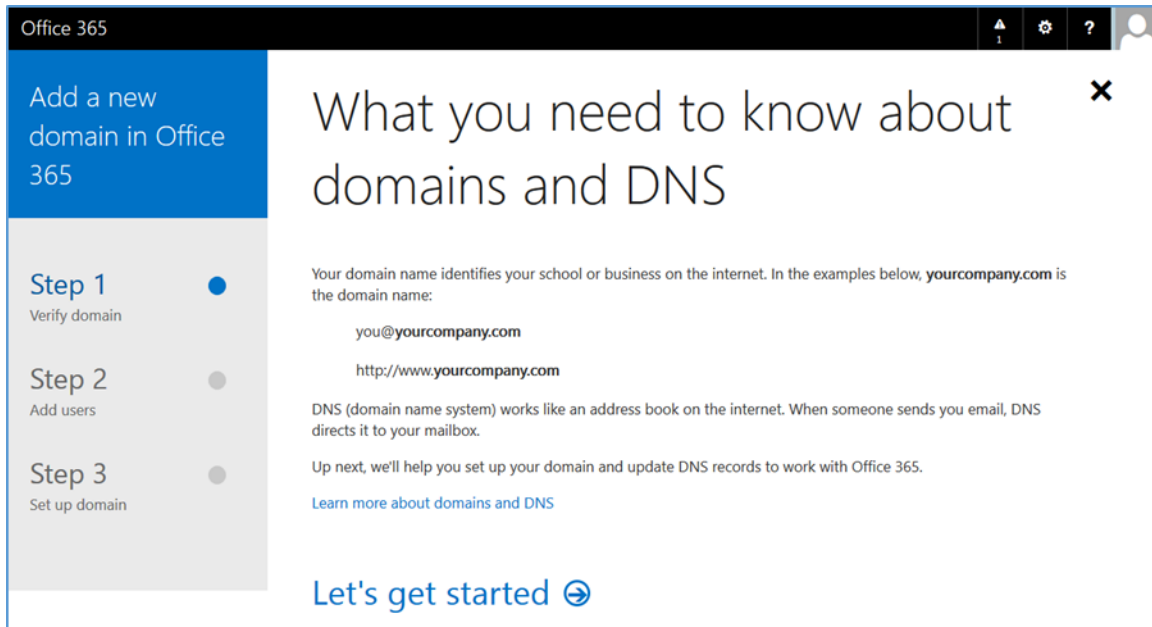 Office 365
1
?
Add a new
domain in Office
365
Step 1
Verify domain
Step 2
Add users
Step 3
Set up domain
What you need to know about
domains and DNS
Your domain name identifies your school or business on the internet. In the examples below, yourcompany.com is
the domain name:
you@yourcompany.com
http://www.yourcompany.com
DNS (domain name system) works like an address book on the internet. When someone sends you email, DNS
directs it to your mailbox.
Up next, we'll help you set up your domain and update DNS records to work with Office 365.
Learn more about domains and DNS
Let's get started